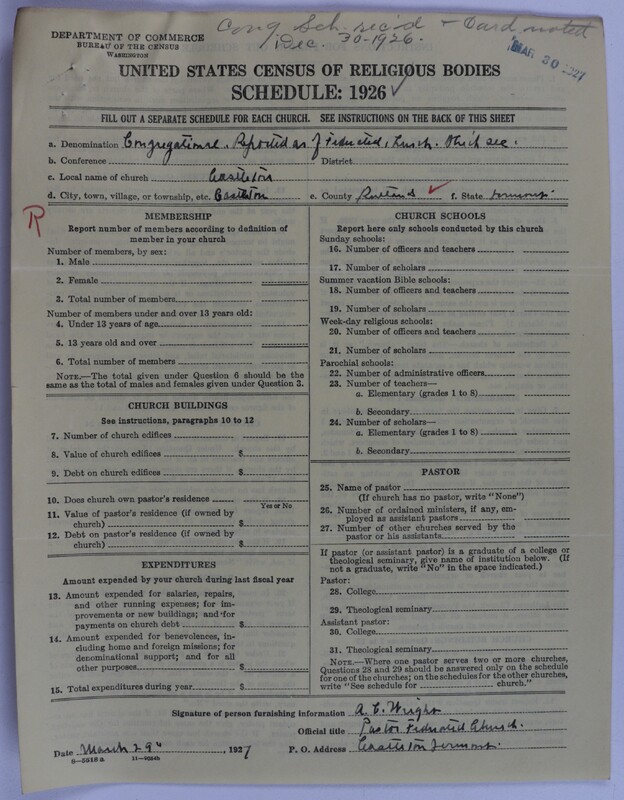 Cong Sch. rec'd + Card noted
Dec. 30-1926.
DEPARTMENT OF COMMERCE
BUREAU OF THE CENSUS
WASHINGTON
MAR 30 1927
UNITED STATES CENSUS OF RELIGIOUS BODIES
SCHEDULE: 1926
FILL OUT A SEPARATE SCHEDULE FOR EACH CHURCH. SEE INSTRUCTIONS ON THE BACK OF THIS SHEET
a. Denomination Congregational. Reported as Federated, which see.
b. Conference District
c. Local name of church Castleton
d. City, town, village, or township, etc. Castleton e. County Rutland f. State Vermont
R
MEMBERSHIP
Report number of members according to definition of
member in your church
Number of members, by sex:
1. Male
2. Female
3. Total number of members
Number of members under and over 13 years old:
4. Under 13 years of age
5. 13 years old and over
6. Total number of members
NOTE.—The total given under Question 6 should be
the same as the total of males and females given under Question 3.
CHURCH BUILDINGS
See instructions, paragraphs 10 to 12
7. Number of church edifices
8. Value of church edifices $
9. Debt on church edifices $
10. Does church own pastor's residence
Yes or No
11. Value of pastor's residence (if owned by
church) $
12. Debt on pastor's residence (if owned by
church) $
EXPENDITURES
Amount expended by your church during last fiscal year
13. Amount expended for salaries, repairs,
and other running expenses; for im-
provements or new buildings; and for
payments on church debt $
14. Amount expended for benevolences, in-
cluding home and foreign missions; for
denominational support; and for all
other purposes $
15. Total expenditures during year $
CHURCH SCHOOLS
Report here only schools conducted by this church
Sunday schools:
16. Number of officers and teachers
17. Number of scholars
Summer vacation Bible schools:
18. Number of officers and teachers
19. Number of scholars
Week-day religious schools:
20. Number of officers and teachers
21. Number of scholars
Parochial schools:
22. Number of administrative officers
23. Number of teachers—
a. Elementary (grades 1 to 8)
b. Secondary
24. Number of scholars—
a. Elementary (grades 1 to 8)
b. Secondary
PASTOR
25. Name of pastor
(If church has no pastor, write "None")
26. Number of ordained ministers, if any, em-
ployed as assistant pastors
27. Number of other churches served by the
pastor or his assistants
If pastor (or assistant pastor) is a graduate of a college or
theological seminary, give name of institution below. (If
not a graduate, write "No" in the space indicated.)
Pastor:
28. College
29. Theological seminary
Assistant pastor:
30. College
31. Theological seminary
NOTE.—Where one pastor serves two or more churches,
Questions 28 and 29 should be answered only on the schedule
for one of the churches; on the schedules for the other churches,
write "See schedule for church."
Signature of person furnishing information A. C. Wright
Official title Pastor Federated Church.
Date March 29" , 1927 P. O. Address Castleton Vermont.
8—5518 a 11—9554b